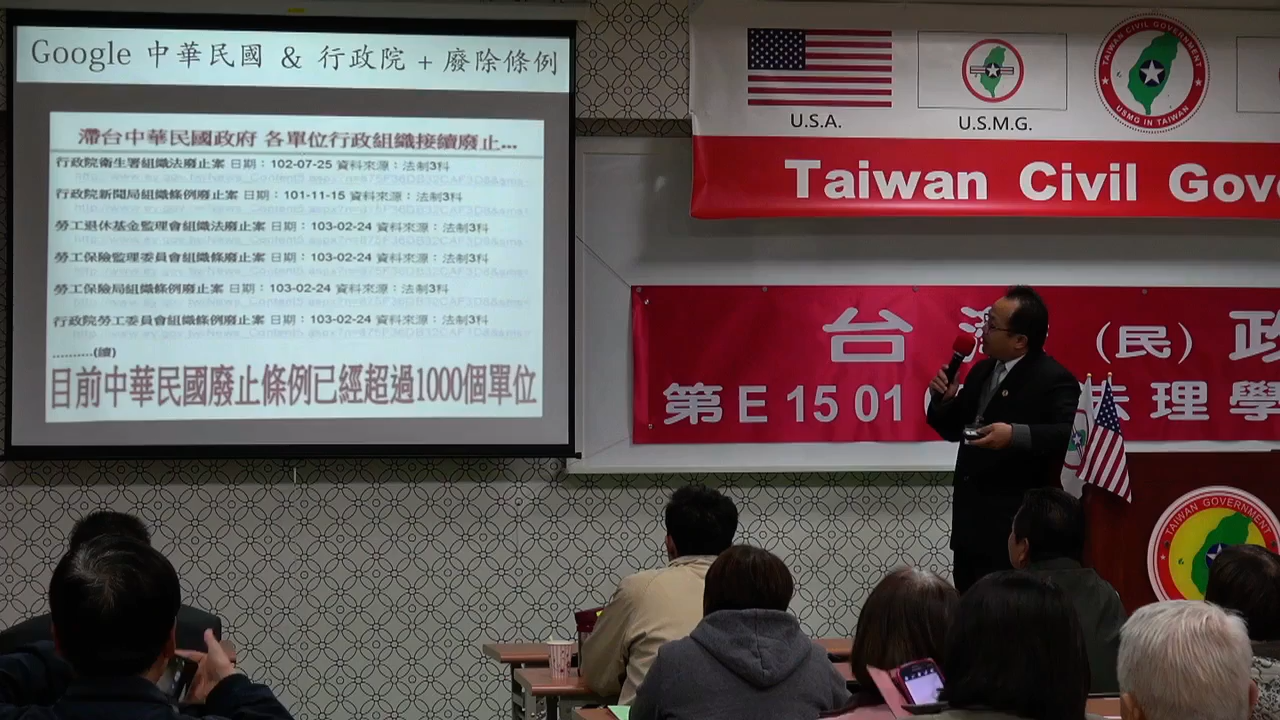 Google 中華民國 & 行政院 + 廢除條例
滯台中華民國政府 各單位行政組織接續廢止...
行政院衛生署組織法廢止案 日期：102-07-25 資料來源：法制3科
行政院新聞局組織條例廢止案 日期：101-11-15 資料來源：法制3科
勞工退休基金監理會組織法廢止案 日期：103-02-24 資料來源：法制3科
勞工保險監理委員會組織條廢止案 日期：103-02-24 資料來源：法制3科
勞工保險局組織條例廢止案 日期：103-02-24 資料來源：法制3科
行政院勞工委員會組織條例廢止案 日期：103-02-24 資料來源：法制3科
..........(續)
目前中華民國廢止條例已經超過1000個單位
U.S.A.
U.S.M.G.
TAIWAN CIVIL GOVERNMENT
USMG IN TAIWAN
Taiwan Civil Gov
台 (民) 政
第 E 15 01 理 學
TAIWAN GOVERNMENT